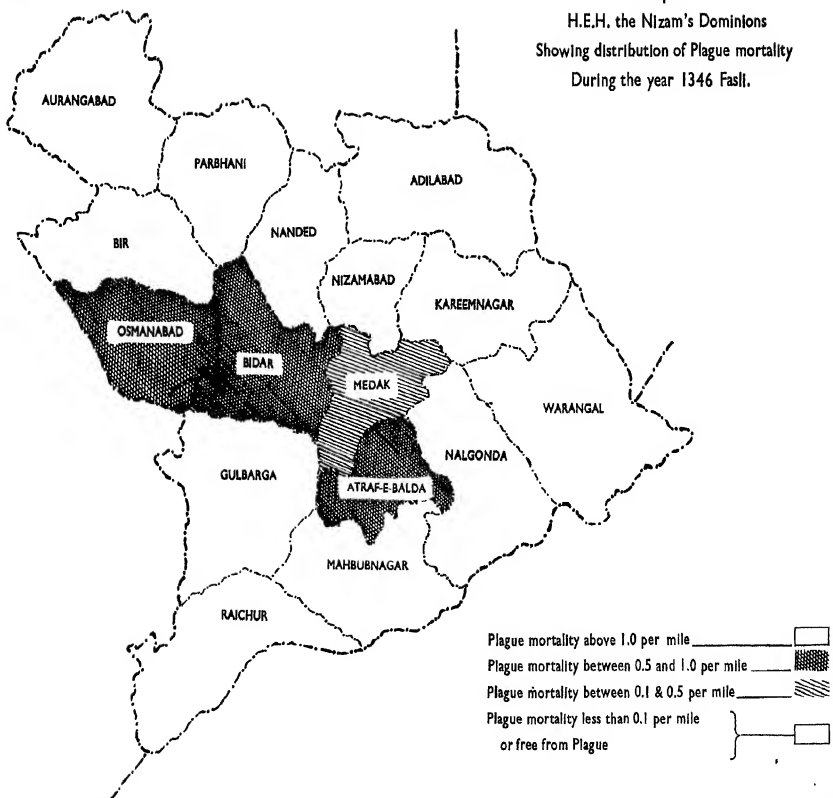 H.E.H. the Nizam's Dominions
Showing distribution of Plague mortality
During the year 1346 Fasli.
AURANGABAD
PARBHANI
ADILABAD
BIR
NANDED
NIZAMABAD
KAREEMNAGAR
OSMANABAD
BIDAR
MEDAK
WARANGAL
NALGONDA
GULBARGA
ATRAF-E-BALDA
MAHBUBNAGAR
RAICHUR
Plague mortality above 1.0 per mile
Plague mortality between 0.5 and 1.0 per mile
Plague mortality between 0.1 & 0.5 per mile
Plague mortality less than 0.1 per mile
or free from Plague